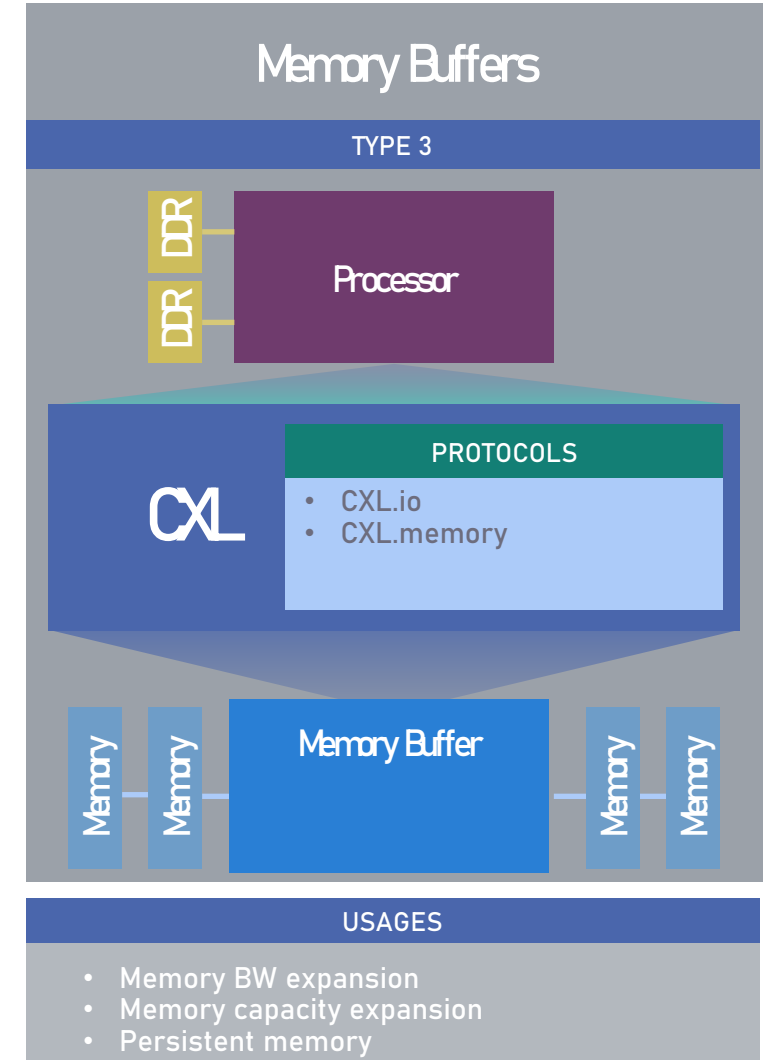 Memory Buffers
TYPE 3
DDR
DDR
Processor
CXL
PROTOCOLS
• CXL.io
• CXL.memory
Memory
Memory
Memory Buffer
Memory
Memory
USAGES
• Memory BW expansion
• Memory capacity expansion
• Persistent memory